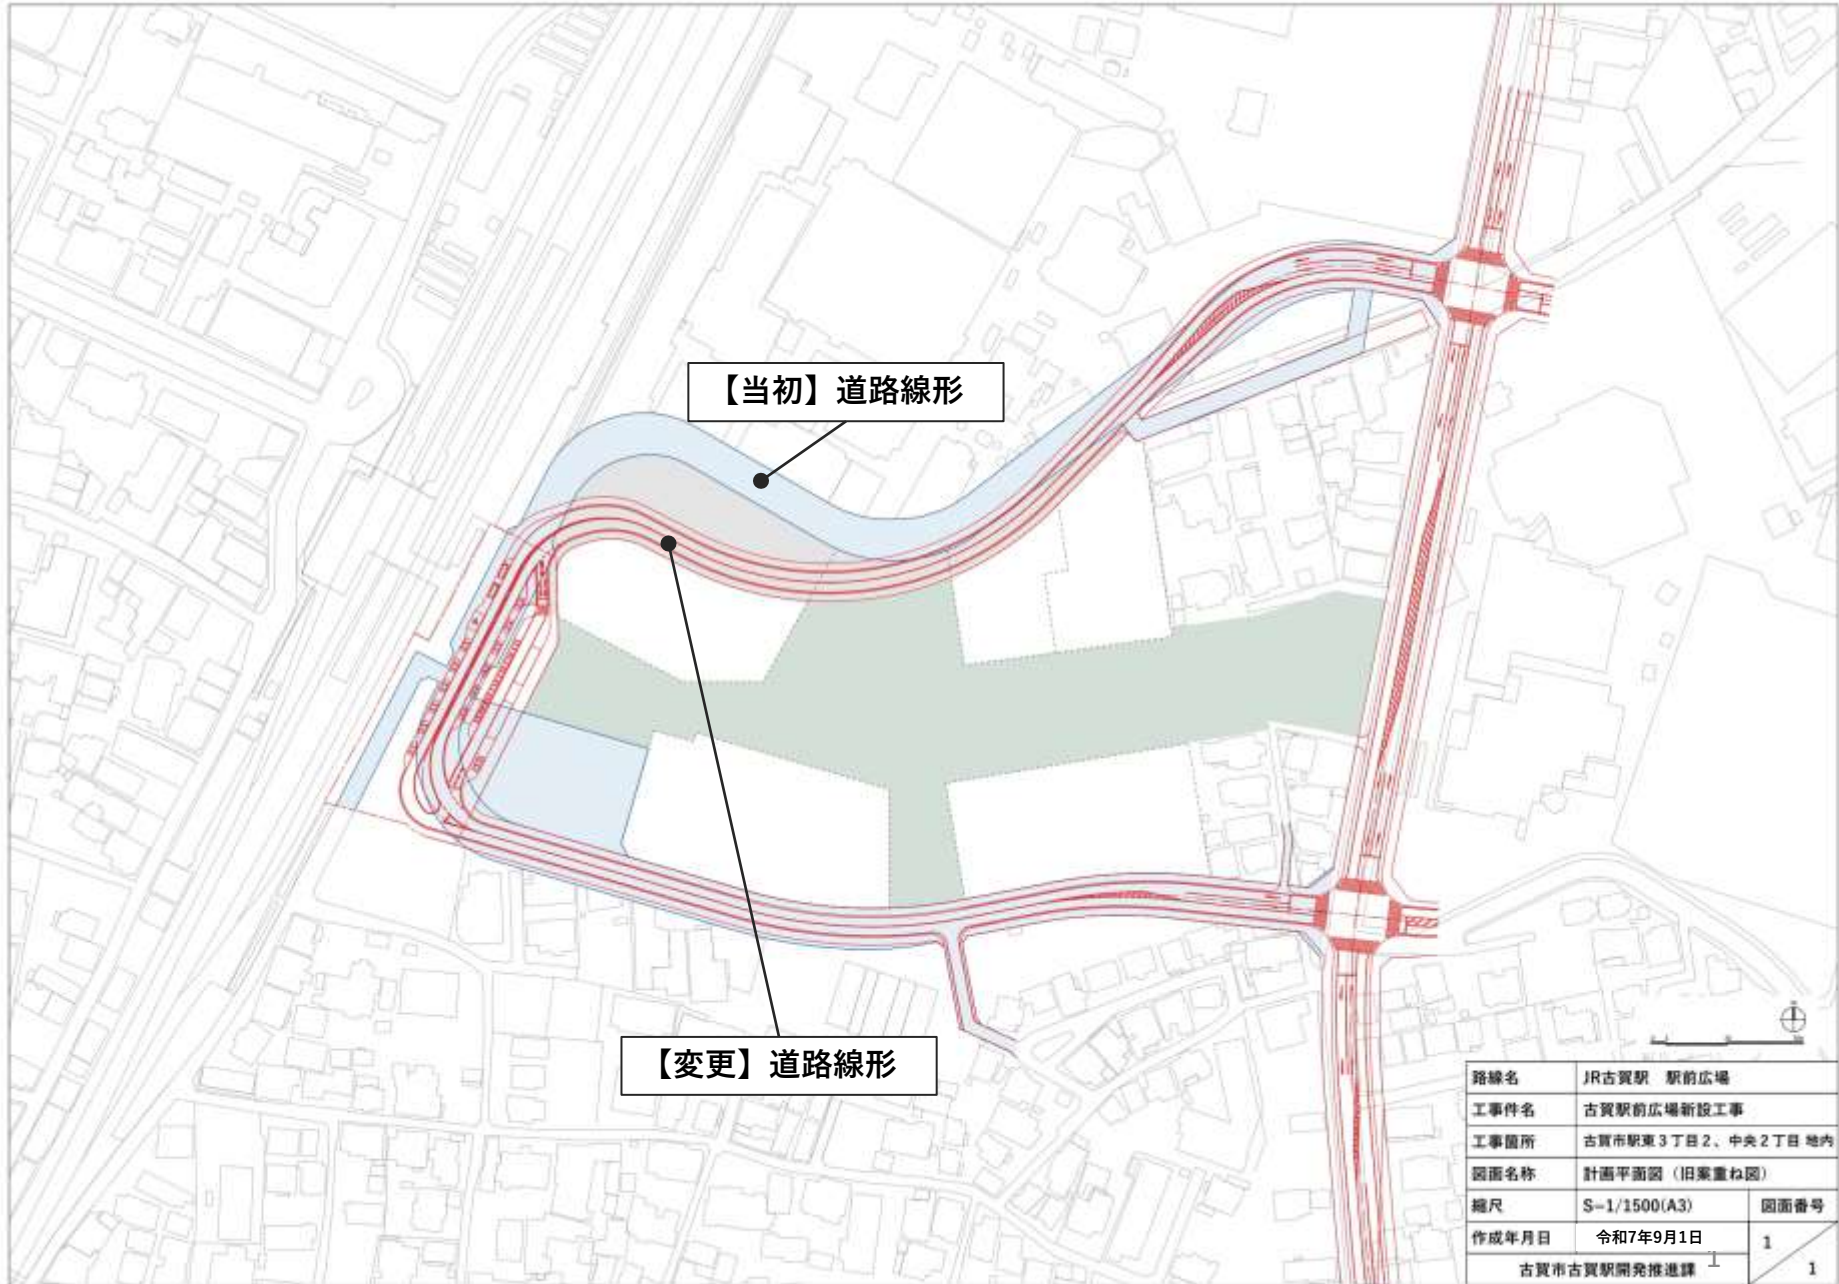 【当初】道路線形
【変更】道路線形
路線名 JR古賀駅 駅前広場
工事件名 古賀駅前広場新設工事
工事箇所 古賀市駅東3丁目2、中央2丁目 地内
図面名称 計画平面図（旧案重ね図）
縮尺 S=1/1500(A3) 図面番号
作成年月日 令和7年9月1日 1
古賀市古賀駅開発推進課 1 1